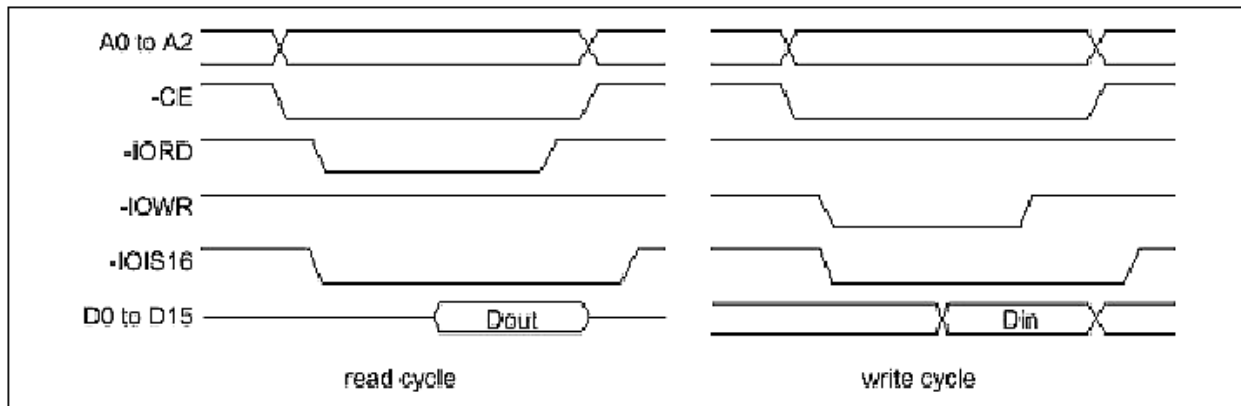 A0 to A2
-CE
-IORD
-IOWR
-IOIS16
D0 to D15
Dout
Din
read cycle
write cycle